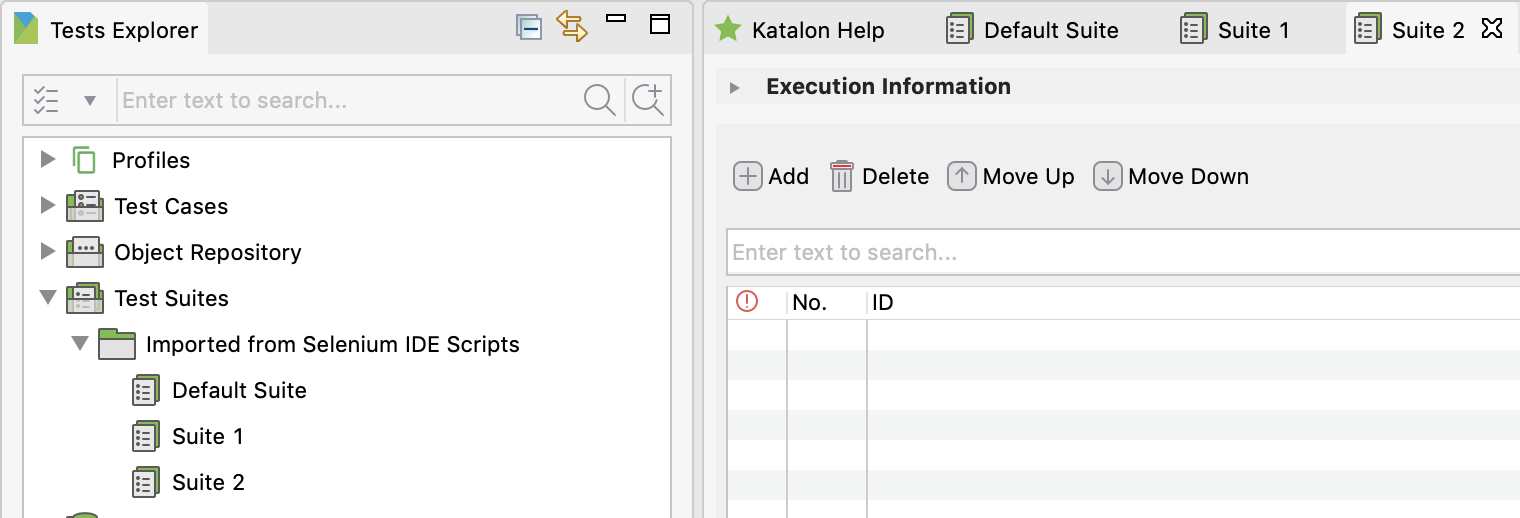 Tests Explorer
Enter text to search...
Profiles
Test Cases
Object Repository
Test Suites
Imported from Selenium IDE Scripts
Default Suite
Suite 1
Suite 2
Katalon Help Default Suite Suite 1 Suite 2
Execution Information
Add Delete Move Up Move Down
Enter text to search...
No. ID